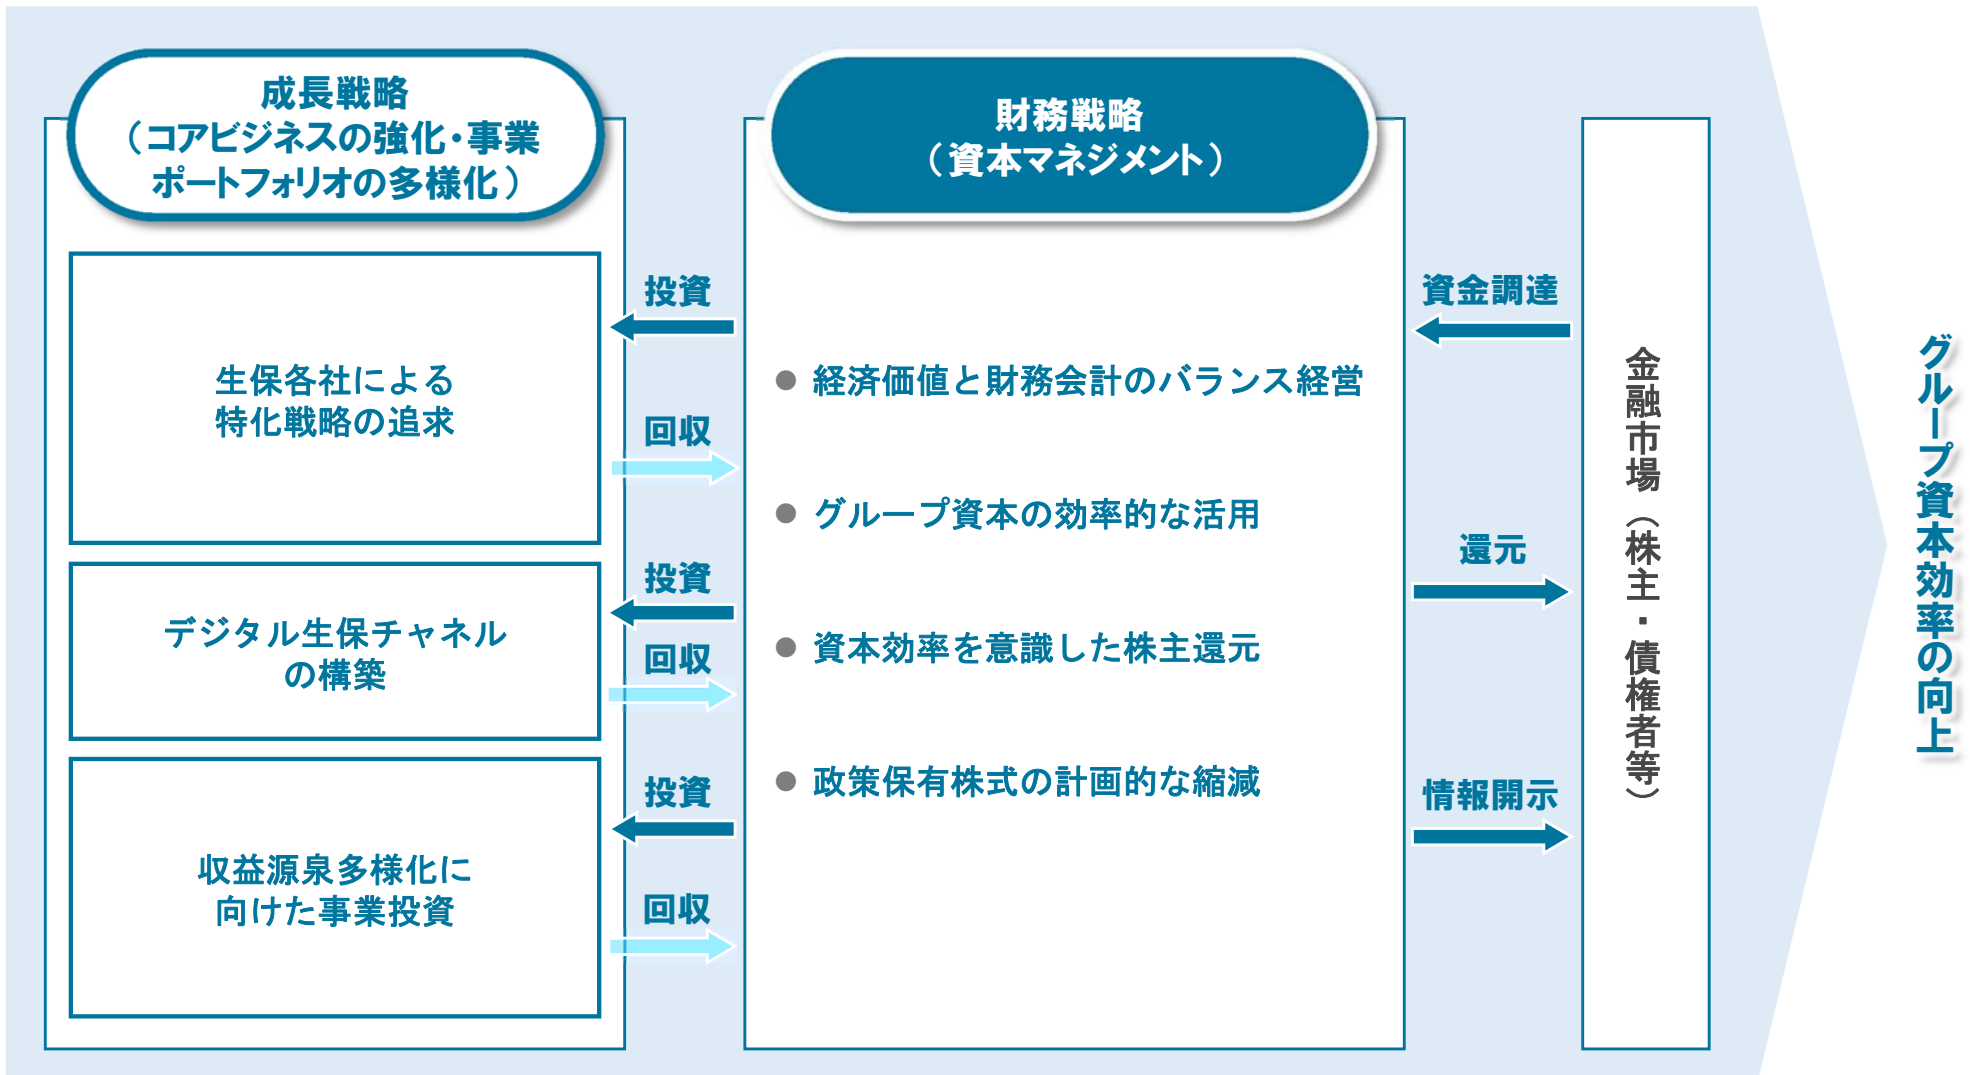 成長戦略
（コアビジネスの強化・事業
ポートフォリオの多様化）
生保各社による
特化戦略の追求
デジタル生保チャネル
の構築
収益源泉多様化に
向けた事業投資
投資
回収
投資
回収
投資
回収
財務戦略
（資本マネジメント）
● 経済価値と財務会計のバランス経営
● グループ資本の効率的な活用
● 資本効率を意識した株主還元
● 政策保有株式の計画的な縮減
資金調達
還元
情報開示
金融市場（株主・債権者等）
グループ資本効率の向上